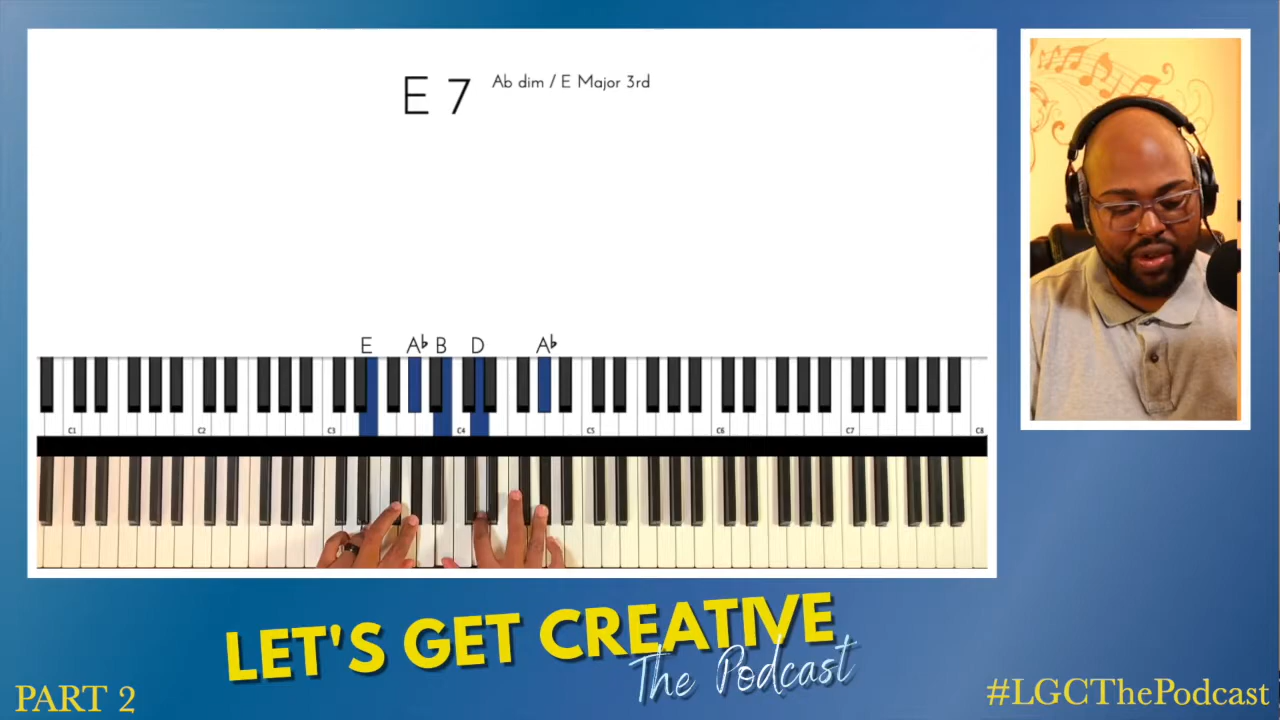 E 7 Ab dim / E Major 3rd
E A♭ B D A♭
C1 C2 C3 C4 C5 C6 C7 C8
LET'S GET CREATIVE
The Podcast
PART 2
#LGCThePodcast